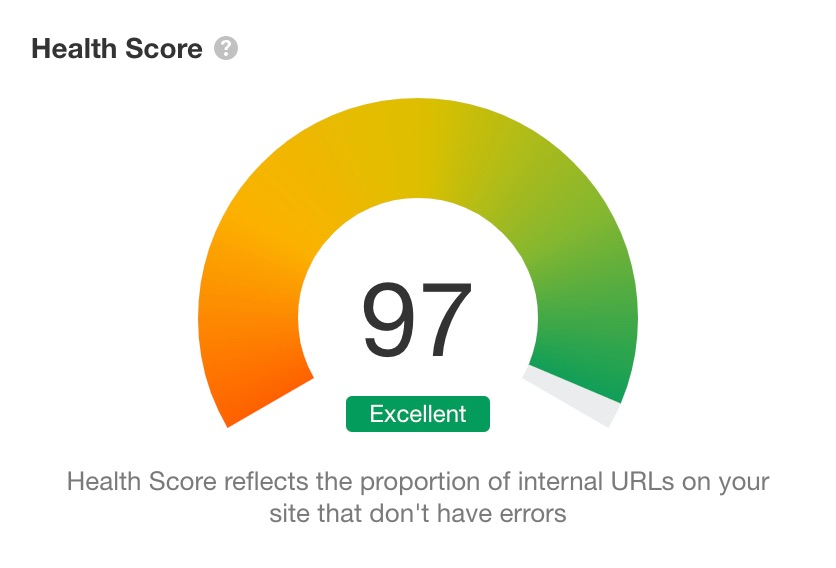 Health Score ?
97
Excellent
Health Score reflects the proportion of internal URLs on your
site that don't have errors